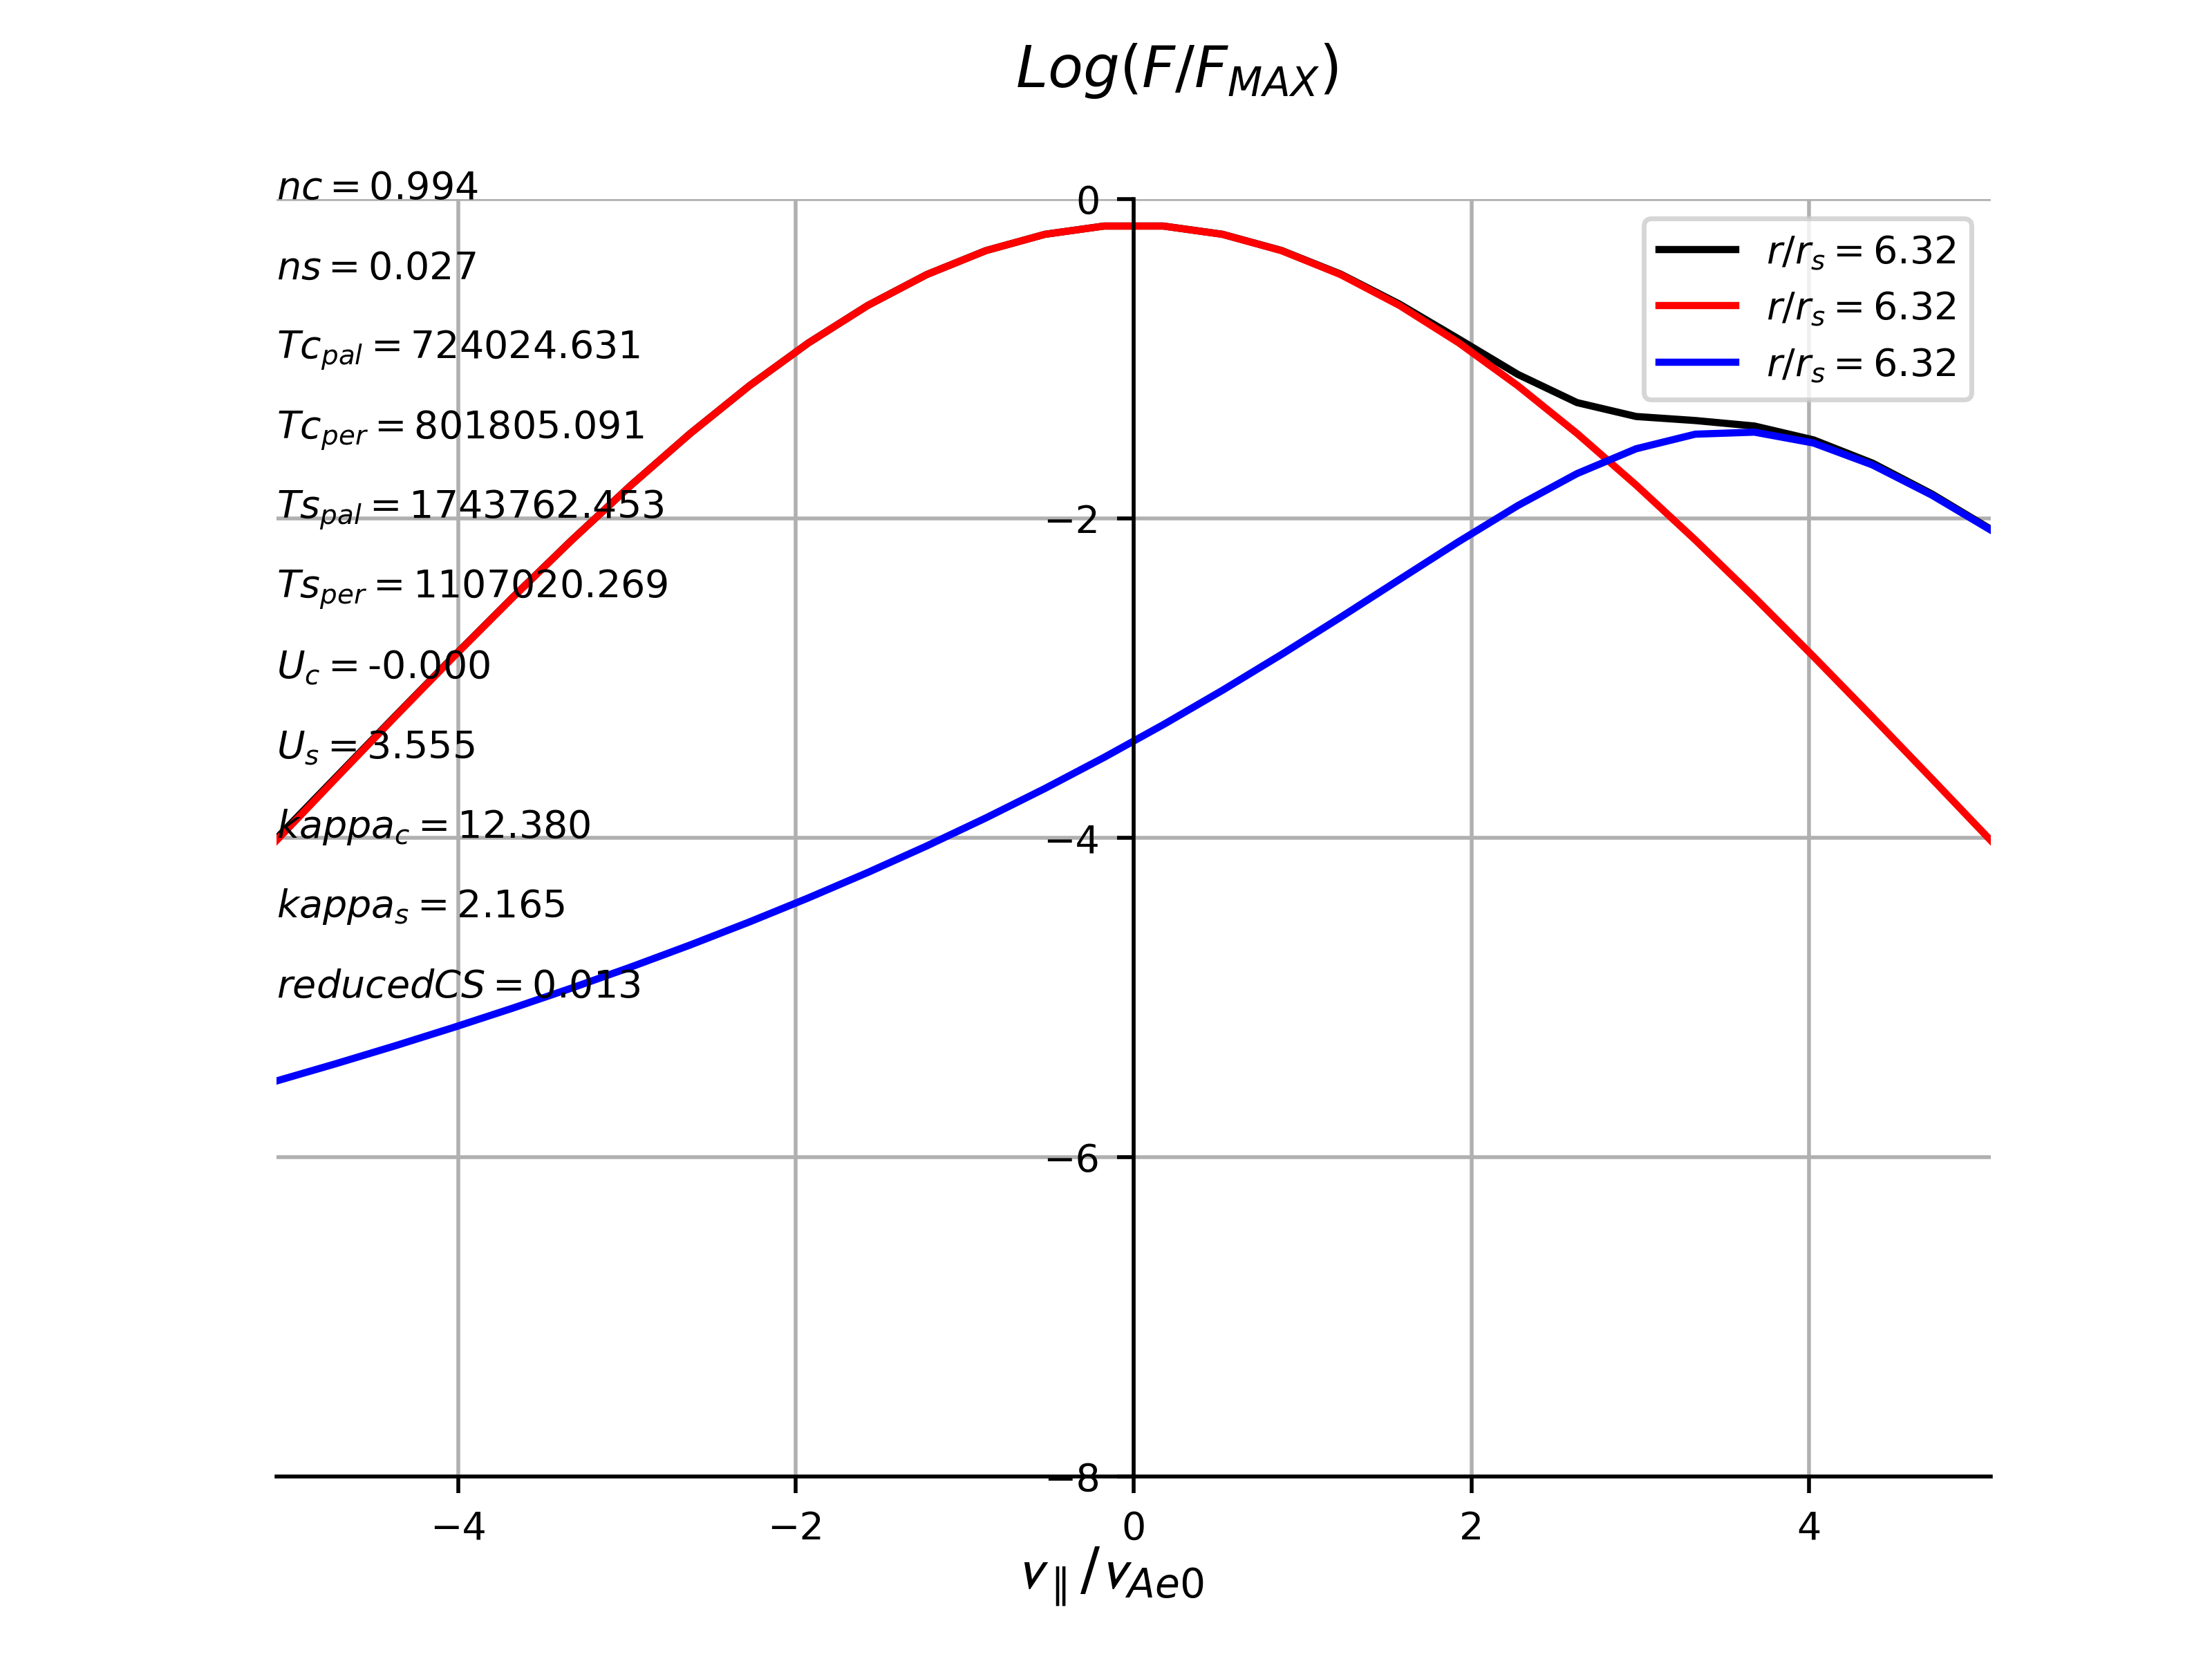 Log(F/F_MAX)
nc = 0.994
ns = 0.027
Tc_pal = 724024.631
Tc_per = 801805.091
Ts_pal = 1743762.453
Ts_per = 1107020.269
U_c = -0.000
U_s = 3.555
kappa_c = 12.380
kappa_s = 2.165
reducedCS = 0.013
0
−2
−4
−6
−8
r/r_s = 6.32
r/r_s = 6.32
r/r_s = 6.32
−4 −2 0 2 4
v_∥/v_Ae0